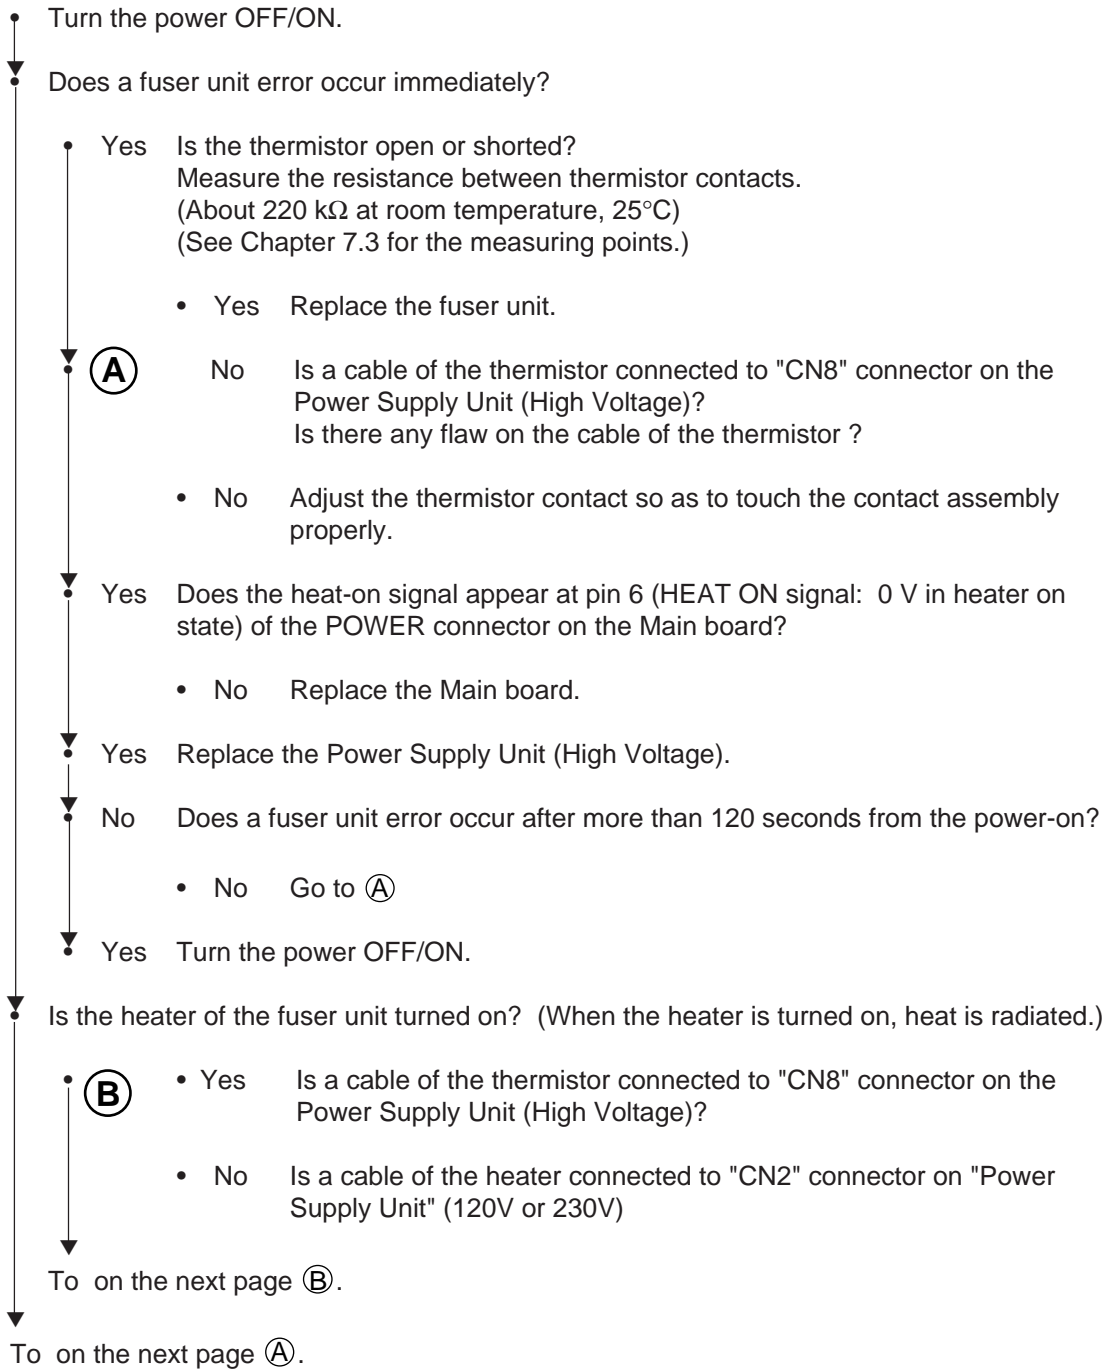 • Turn the power OFF/ON.
• Does a fuser unit error occur immediately?
• Yes Is the thermistor open or shorted?
Measure the resistance between thermistor contacts.
(About 220 kΩ at room temperature, 25°C)
(See Chapter 7.3 for the measuring points.)
• Yes Replace the fuser unit.
• Ⓐ No Is a cable of the thermistor connected to "CN8" connector on the
Power Supply Unit (High Voltage)?
Is there any flaw on the cable of the thermistor ?
• No Adjust the thermistor contact so as to touch the contact assembly
properly.
• Yes Does the heat-on signal appear at pin 6 (HEAT ON signal: 0 V in heater on
state) of the POWER connector on the Main board?
• No Replace the Main board.
• Yes Replace the Power Supply Unit (High Voltage).
• No Does a fuser unit error occur after more than 120 seconds from the power-on?
• No Go to Ⓐ
• Yes Turn the power OFF/ON.
• Is the heater of the fuser unit turned on? (When the heater is turned on, heat is radiated.)
• Ⓑ • Yes Is a cable of the thermistor connected to "CN8" connector on the
Power Supply Unit (High Voltage)?
• No Is a cable of the heater connected to "CN2" connector on "Power
Supply Unit" (120V or 230V)
To on the next page Ⓑ.
To on the next page Ⓐ.